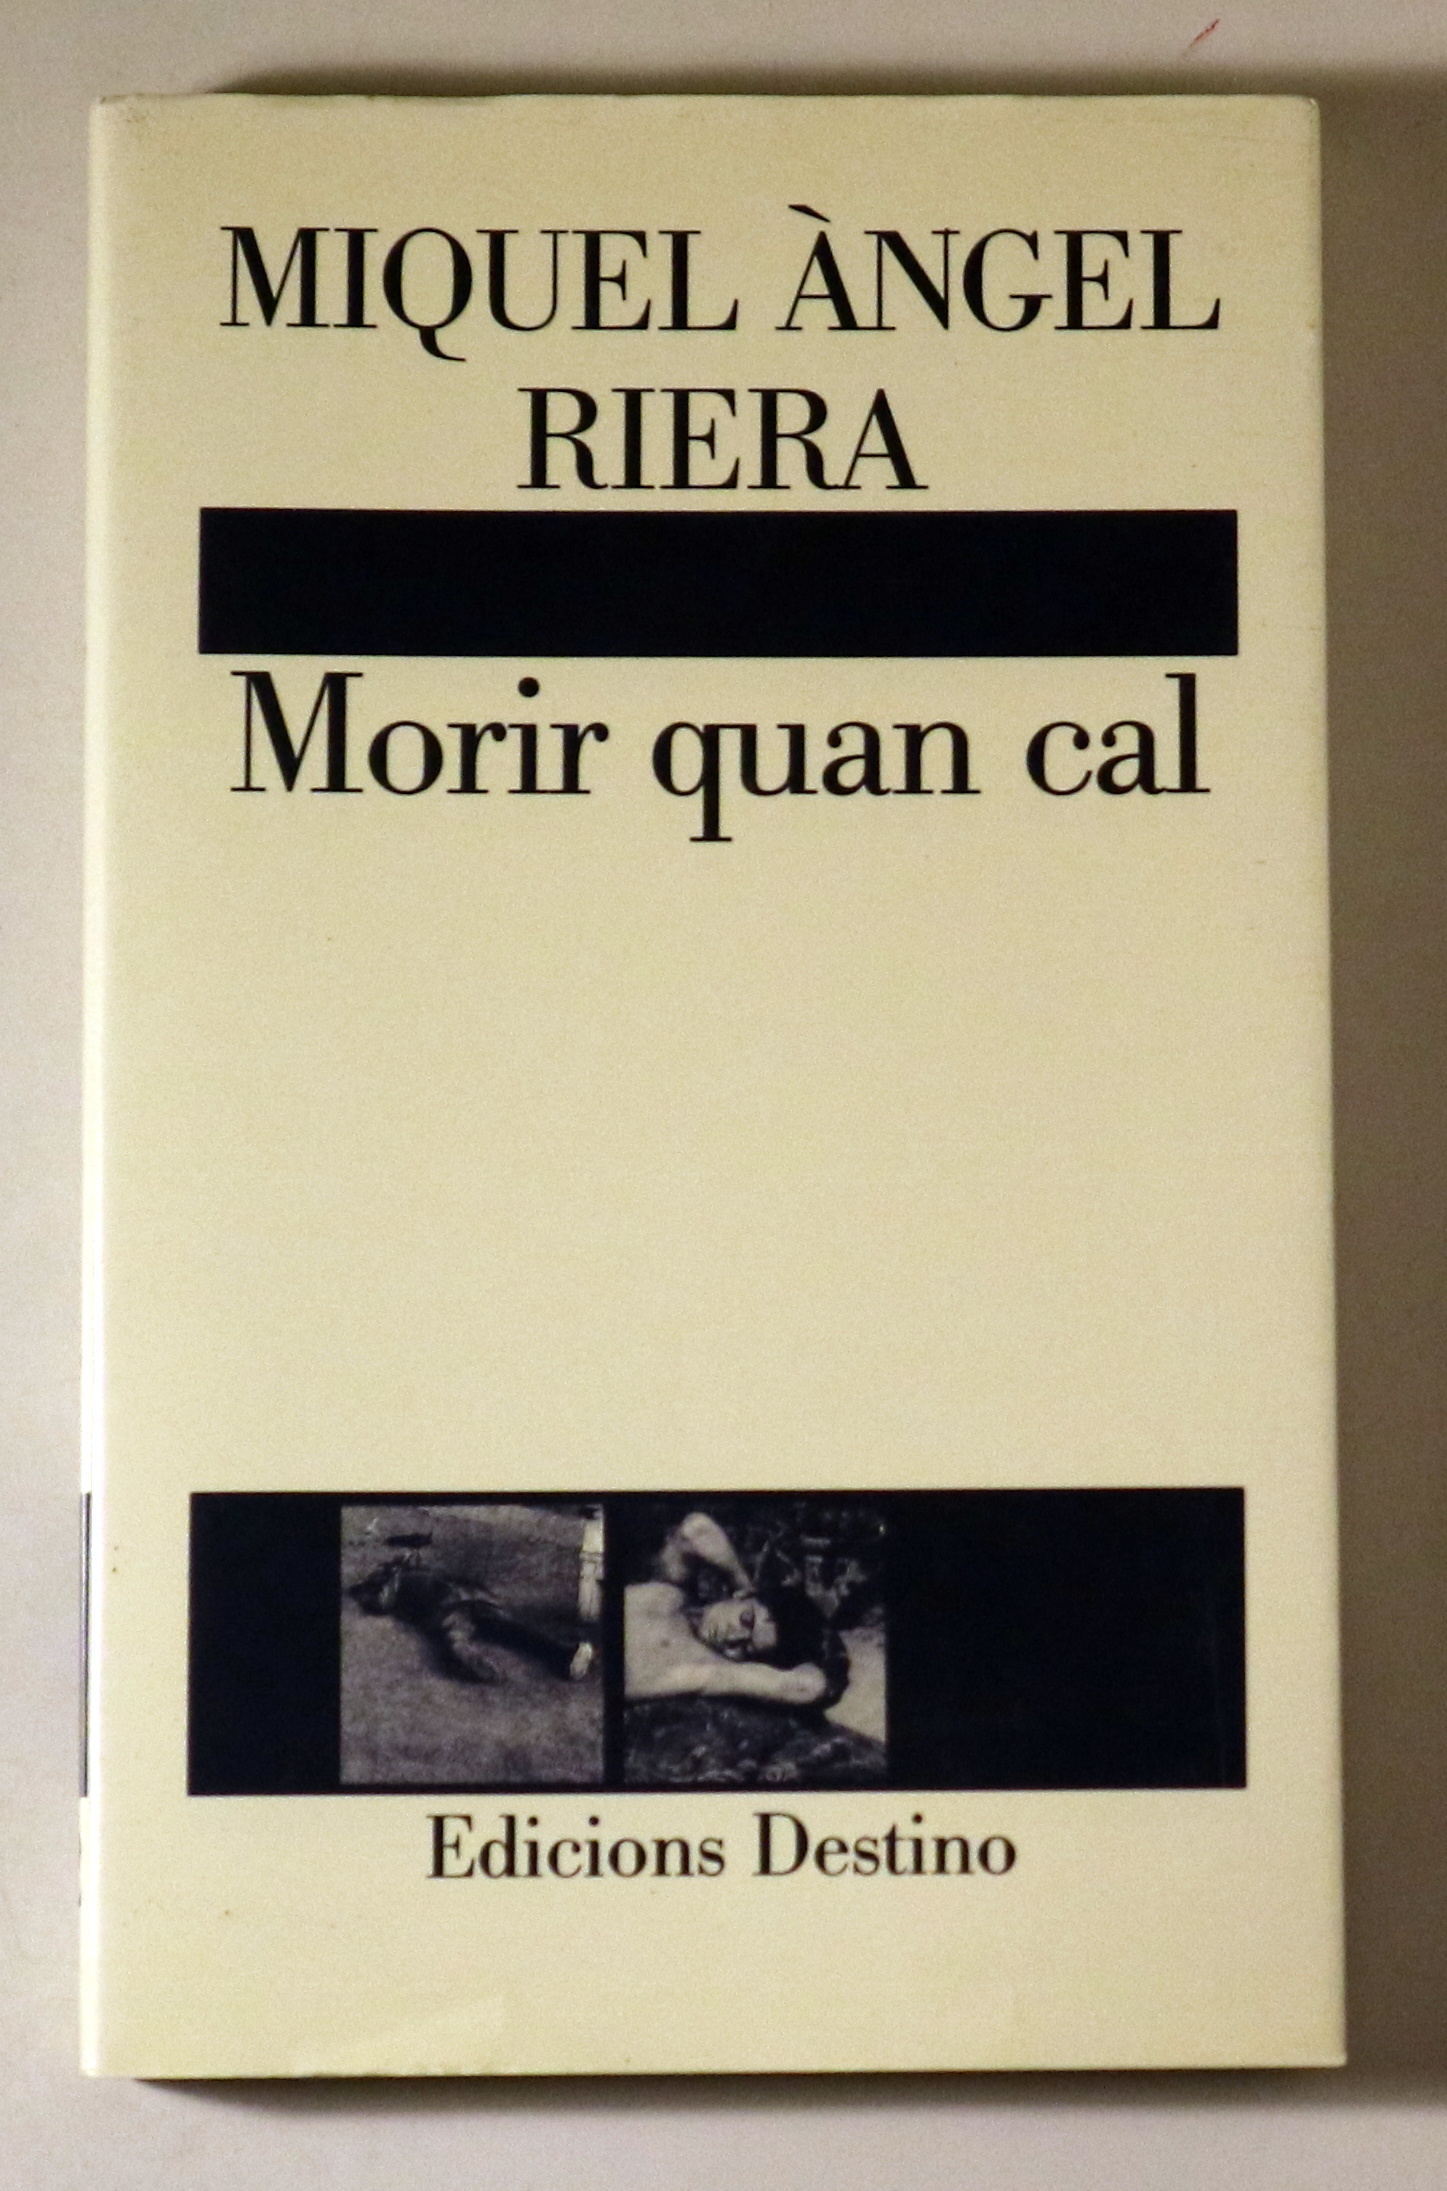 MIQUEL ÀNGEL
RIERA
Morir quan cal
Edicions Destino